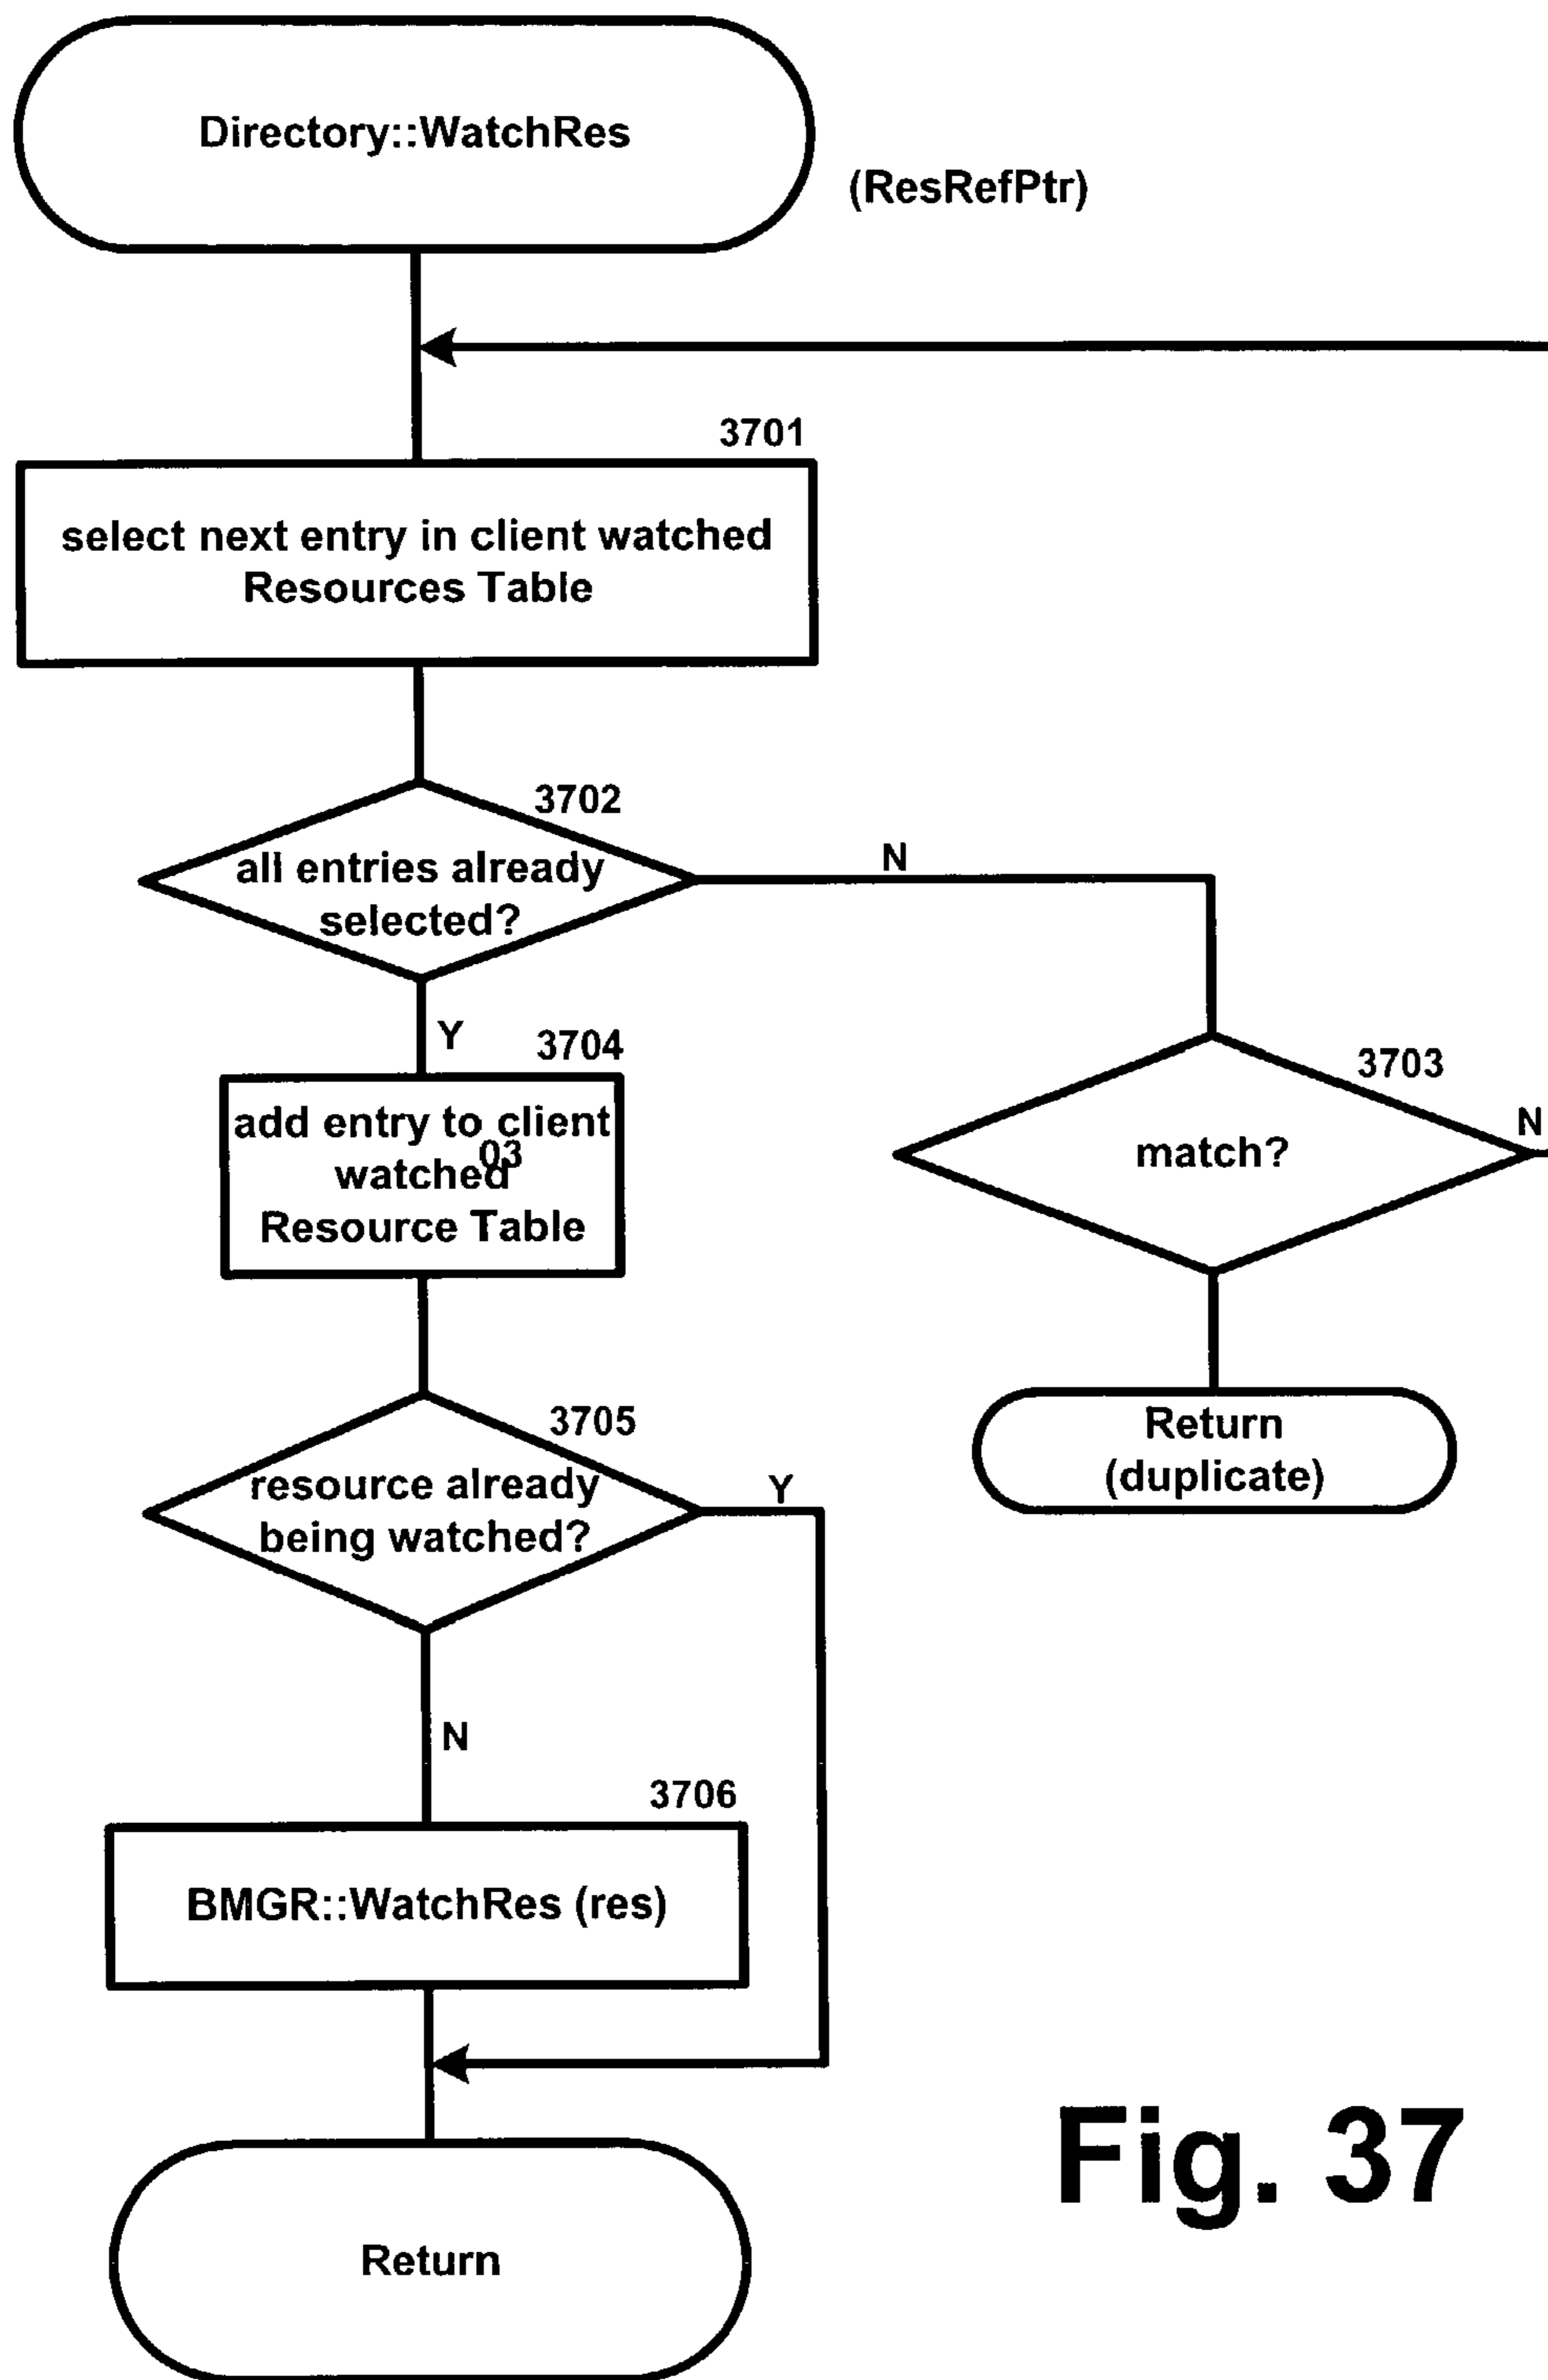 Directory::WatchRes
(ResRefPtr)
3701
select next entry in client watched
Resources Table
3702
all entries already
selected?
N
Y
3704
add entry to client
03
watched
Resource Table
3703
match?
N
Return
(duplicate)
3705
resource already
being watched?
Y
N
3706
BMGR::WatchRes (res)
Return
Fig. 37